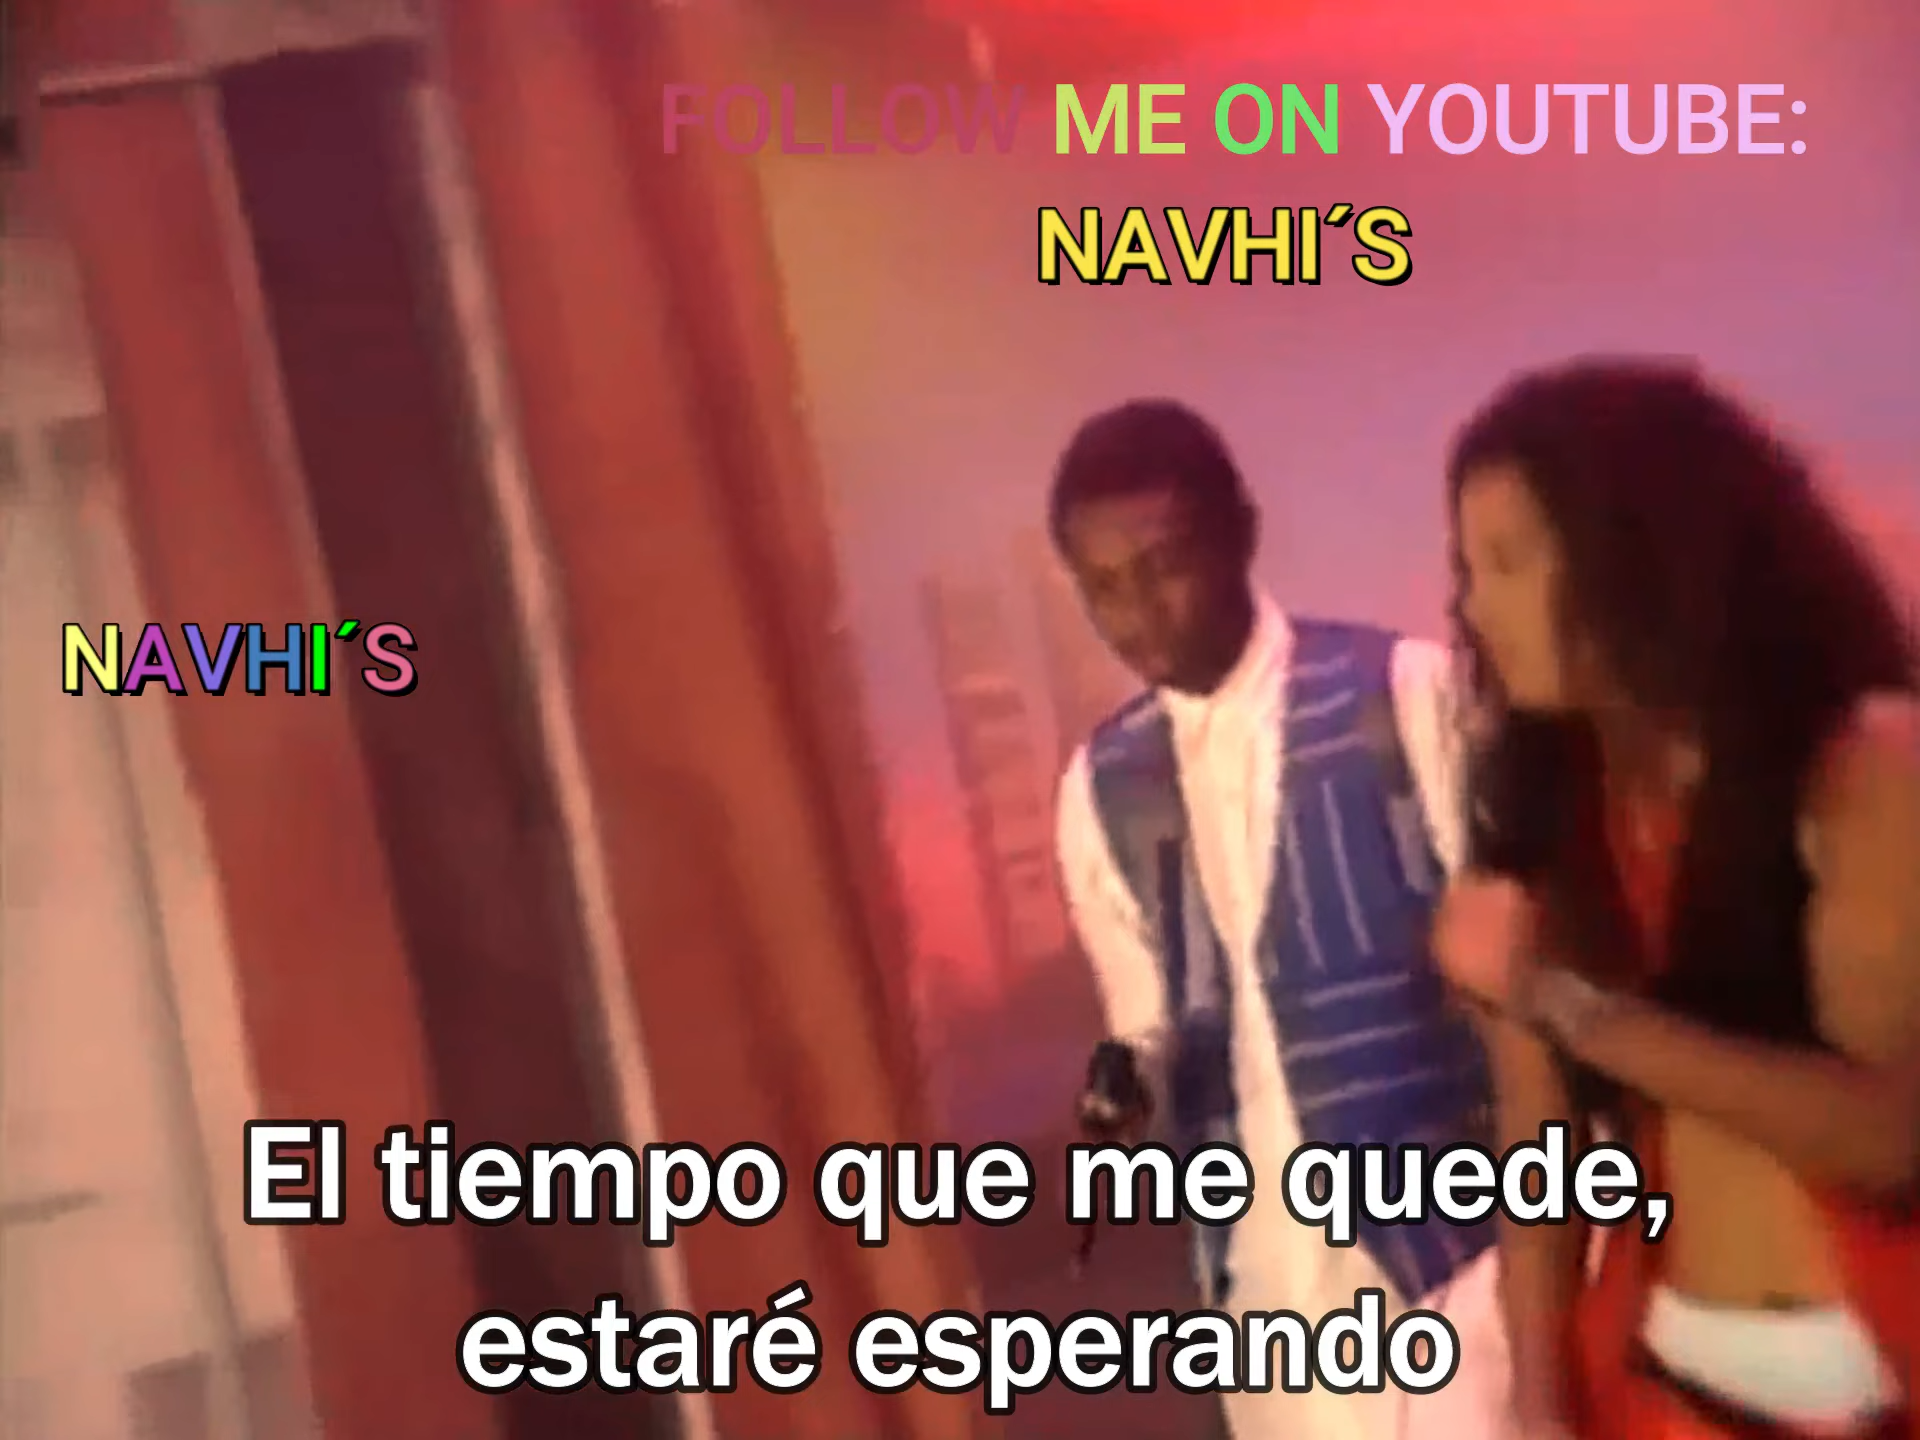 FOLLOW ME ON YOUTUBE:
NAVHI´S
NAVHI´S
El tiempo que me quede,
estaré esperando